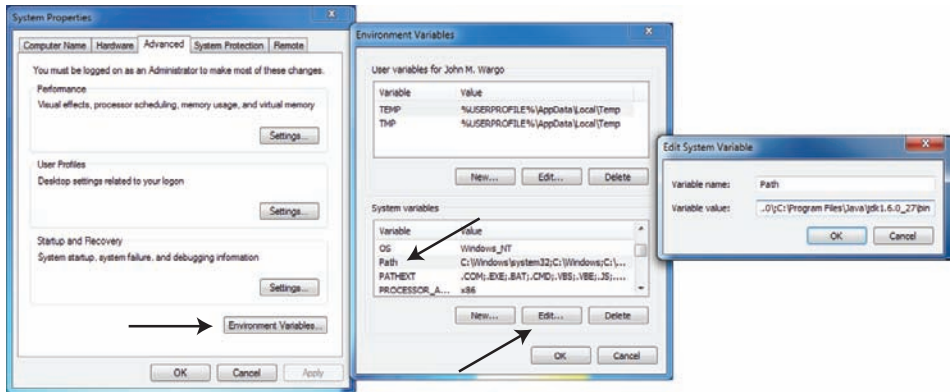 System Properties
Computer Name Hardware Advanced System Protection Remote
You must be logged on as an Administrator to make most of these changes.
Performance
Visual effects, processor scheduling, memory usage, and virtual memory
Settings...
User Profiles
Desktop settings related to your logon
Settings...
Startup and Recovery
System startup, system failure, and debugging information
Settings...
Environment Variables...
OK Cancel Apply
Environment Variables
User variables for John M. Wargo
Variable Value
TEMP %USERPROFILE%\AppData\Local\Temp
TMP %USERPROFILE%\AppData\Local\Temp
New... Edit... Delete
System variables
Variable Value
OS Windows_NT
Path C:\Windows\system32;C:\Windows;C:\...
PATHEXT .COM;.EXE;.BAT;.CMD;.VBS;.VBE;.JS;....
PROCESSOR_A... x86
New... Edit... Delete
OK Cancel
Edit System Variable
Variable name: Path
Variable value: ..0\;C:\Program Files\Java\jdk1.6.0_27\bin
OK Cancel